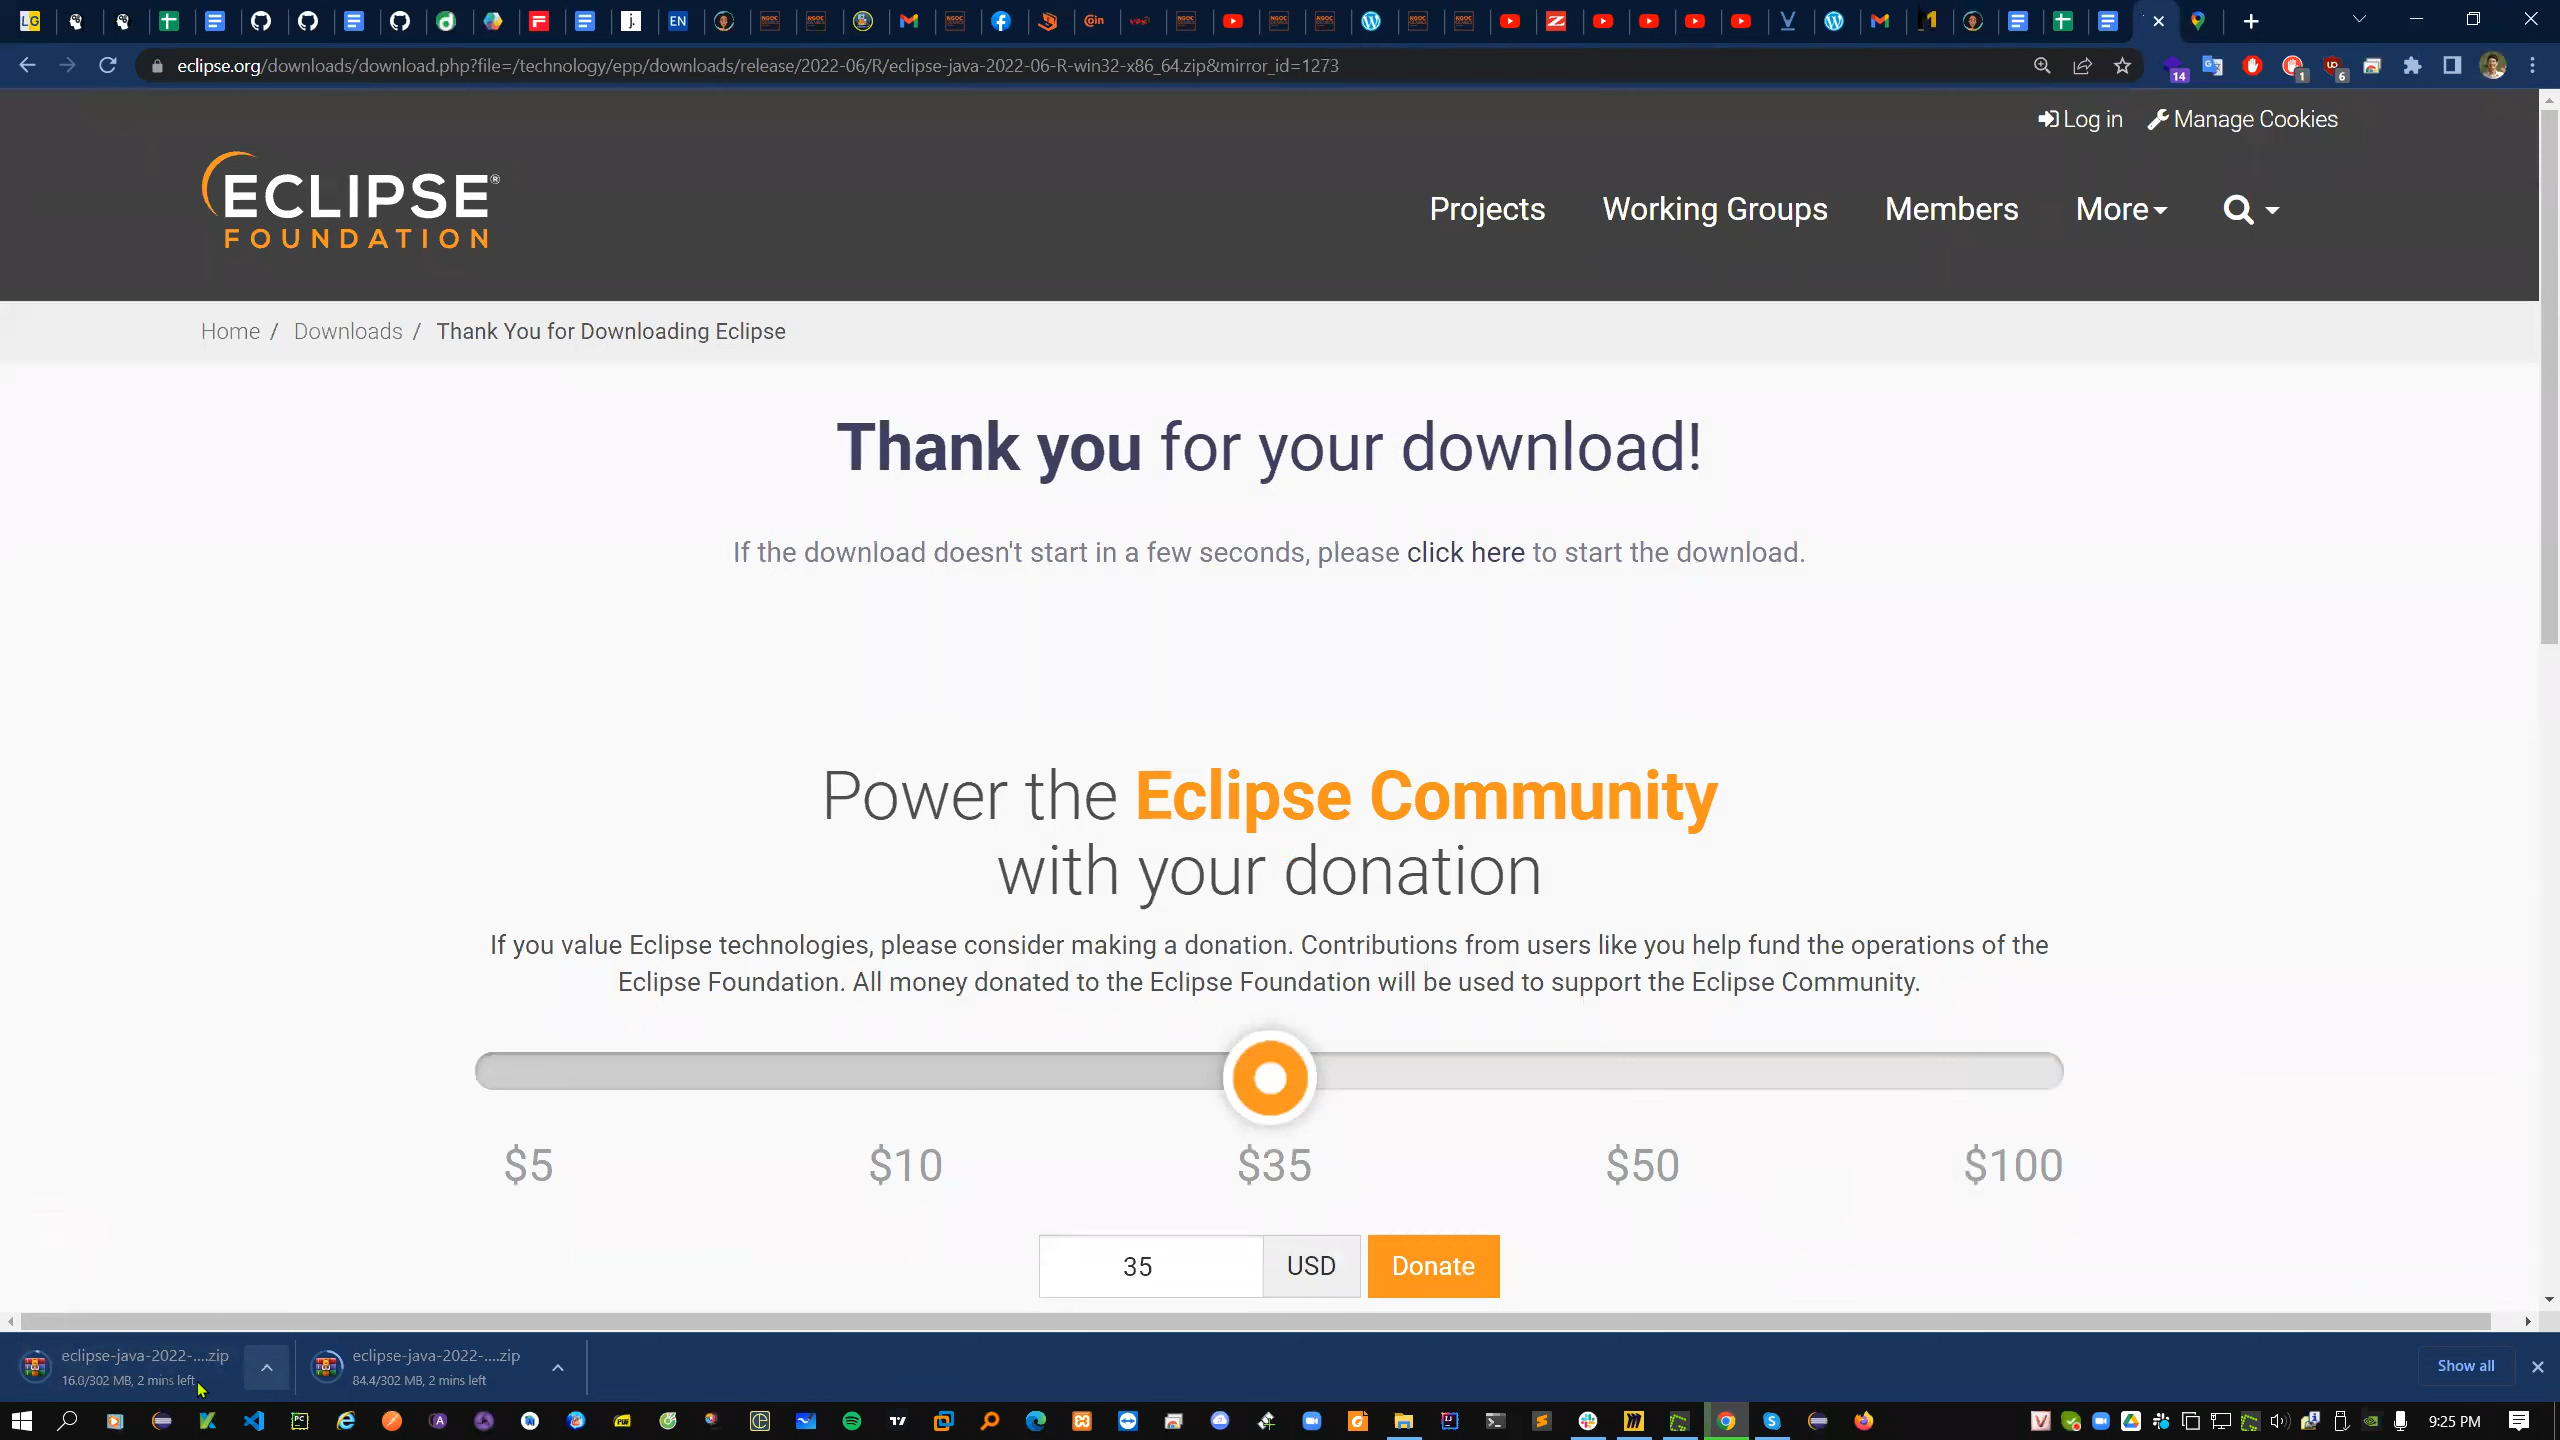 eclipse.org/downloads/download.php?file=/technology/epp/downloads/release/2022-06/R/eclipse-java-2022-06-R-win32-x86_64.zip&mirror_id=1273
14
1
6
Log in
Manage Cookies
ECLIPSE®
FOUNDATION
Projects
Working Groups
Members
More
Home / Downloads / Thank You for Downloading Eclipse
Thank you for your download!
If the download doesn't start in a few seconds, please click here to start the download.
Power the Eclipse Community
with your donation
If you value Eclipse technologies, please consider making a donation. Contributions from users like you help fund the operations of the
Eclipse Foundation. All money donated to the Eclipse Foundation will be used to support the Eclipse Community.
$5 $10 $35 $50 $100
35 USD Donate
eclipse-java-2022-....zip
16.0/302 MB, 2 mins left
eclipse-java-2022-....zip
84.4/302 MB, 2 mins left
Show all
9:25 PM